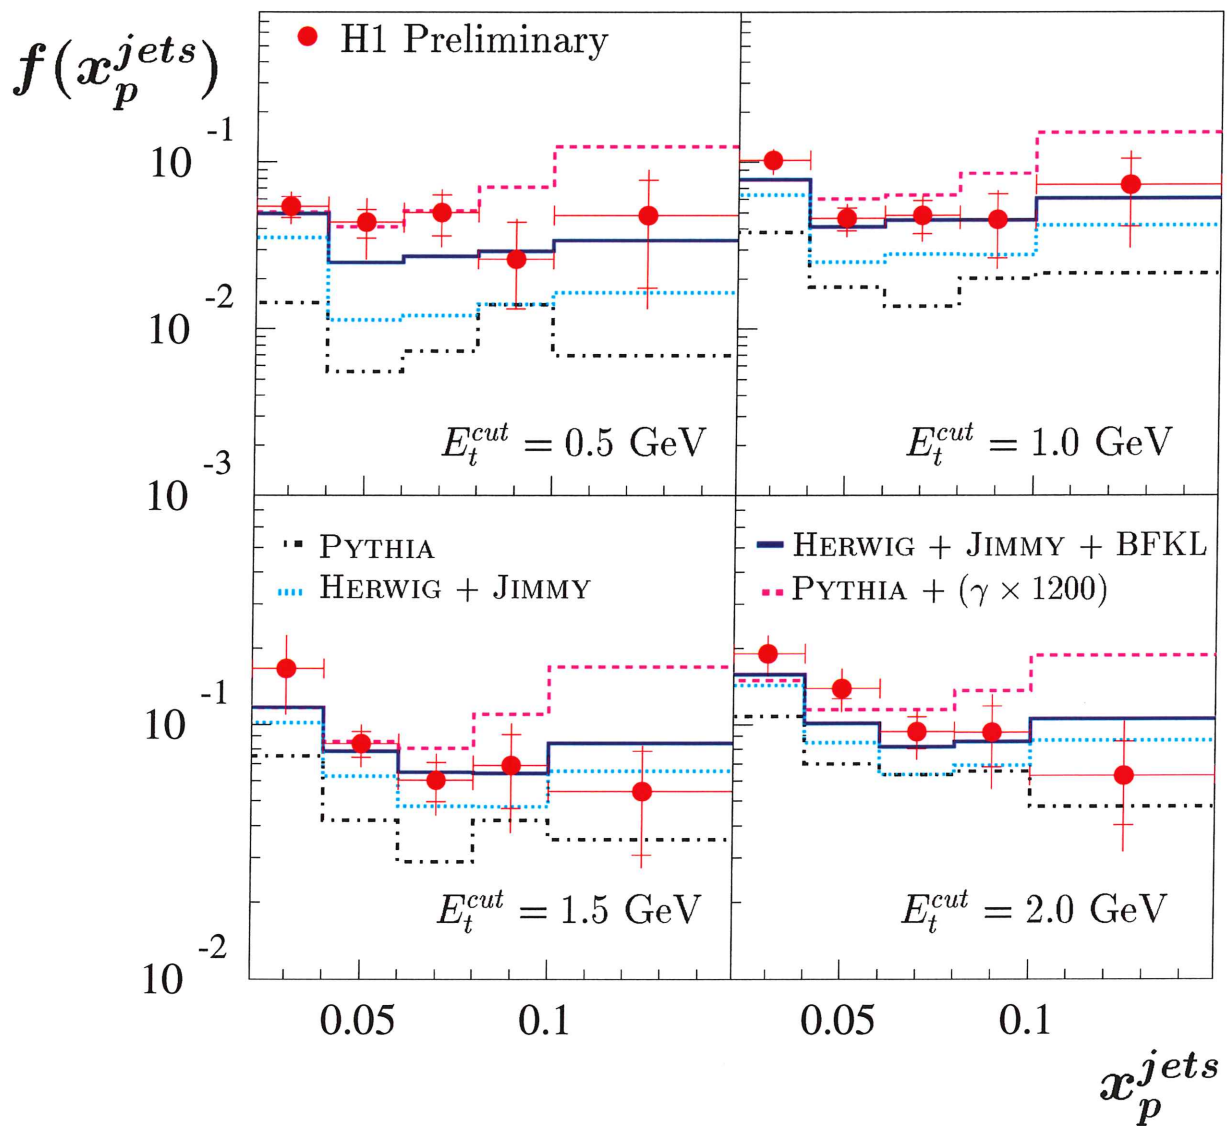 f(x_p^{jets})
H1 Preliminary
10^{-1}
10^{-2}
10^{-3}
E_t^{cut} = 0.5 GeV
E_t^{cut} = 1.0 GeV
PYTHIA
HERWIG + JIMMY
HERWIG + JIMMY + BFKL
PYTHIA + (γ × 1200)
10^{-1}
10^{-2}
E_t^{cut} = 1.5 GeV
E_t^{cut} = 2.0 GeV
0.05 0.1 0.05 0.1
x_p^{jets}